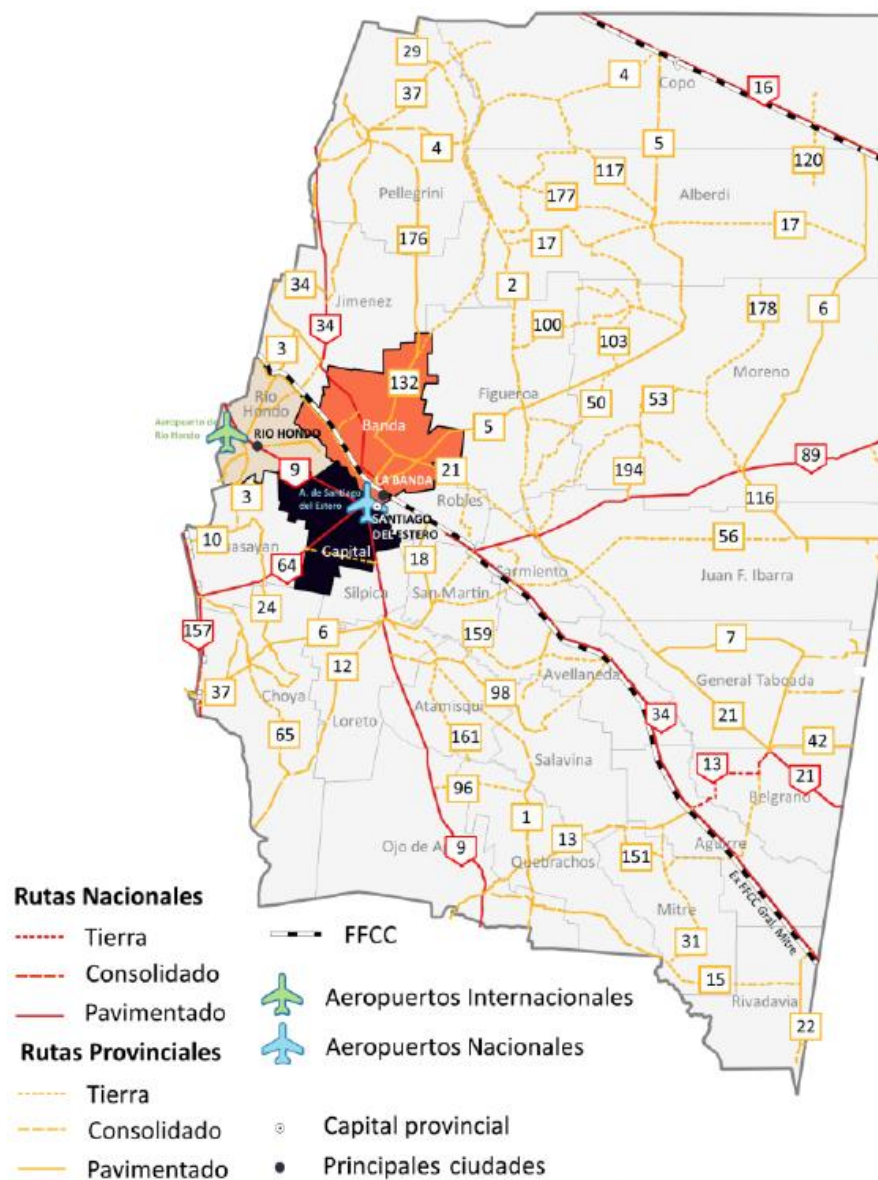 29
37
4
16
Copo
4
5
120
117
Pellegrini
177
Alberdi
176
17
17
2
34
Jimenez
34
178
6
3
100
103
132
Moreno
Río
Hondo
Figueroa
53
50
Aeropuerto de
Río Hondo
RIO HONDO
Banda
5
89
9
LA BANDA
21
194
3
A. de Santiago
del Estero
Robles
116
SANTIAGO
DEL ESTERO
10
asayan
Capital
18
56
64
Sarmiento
Juan F. Ibarra
Silpica
San Martin
24
157
6
159
7
12
Avellaneda
General Taboada
37
Choya
98
Atamisqui
34
21
Loreto
65
161
42
Salavina
13
21
96
Belgrano
1
13
Ojo de A
9
Quebrachos
151
Aguirre
Ex FFCC Gral. Mitre
Mitre
31
15
Rivadavia
22
Rutas Nacionales
Tierra
Consolidado
Pavimentado
Rutas Provinciales
Tierra
Consolidado
Pavimentado
FFCC
Aeropuertos Internacionales
Aeropuertos Nacionales
Capital provincial
Principales ciudades